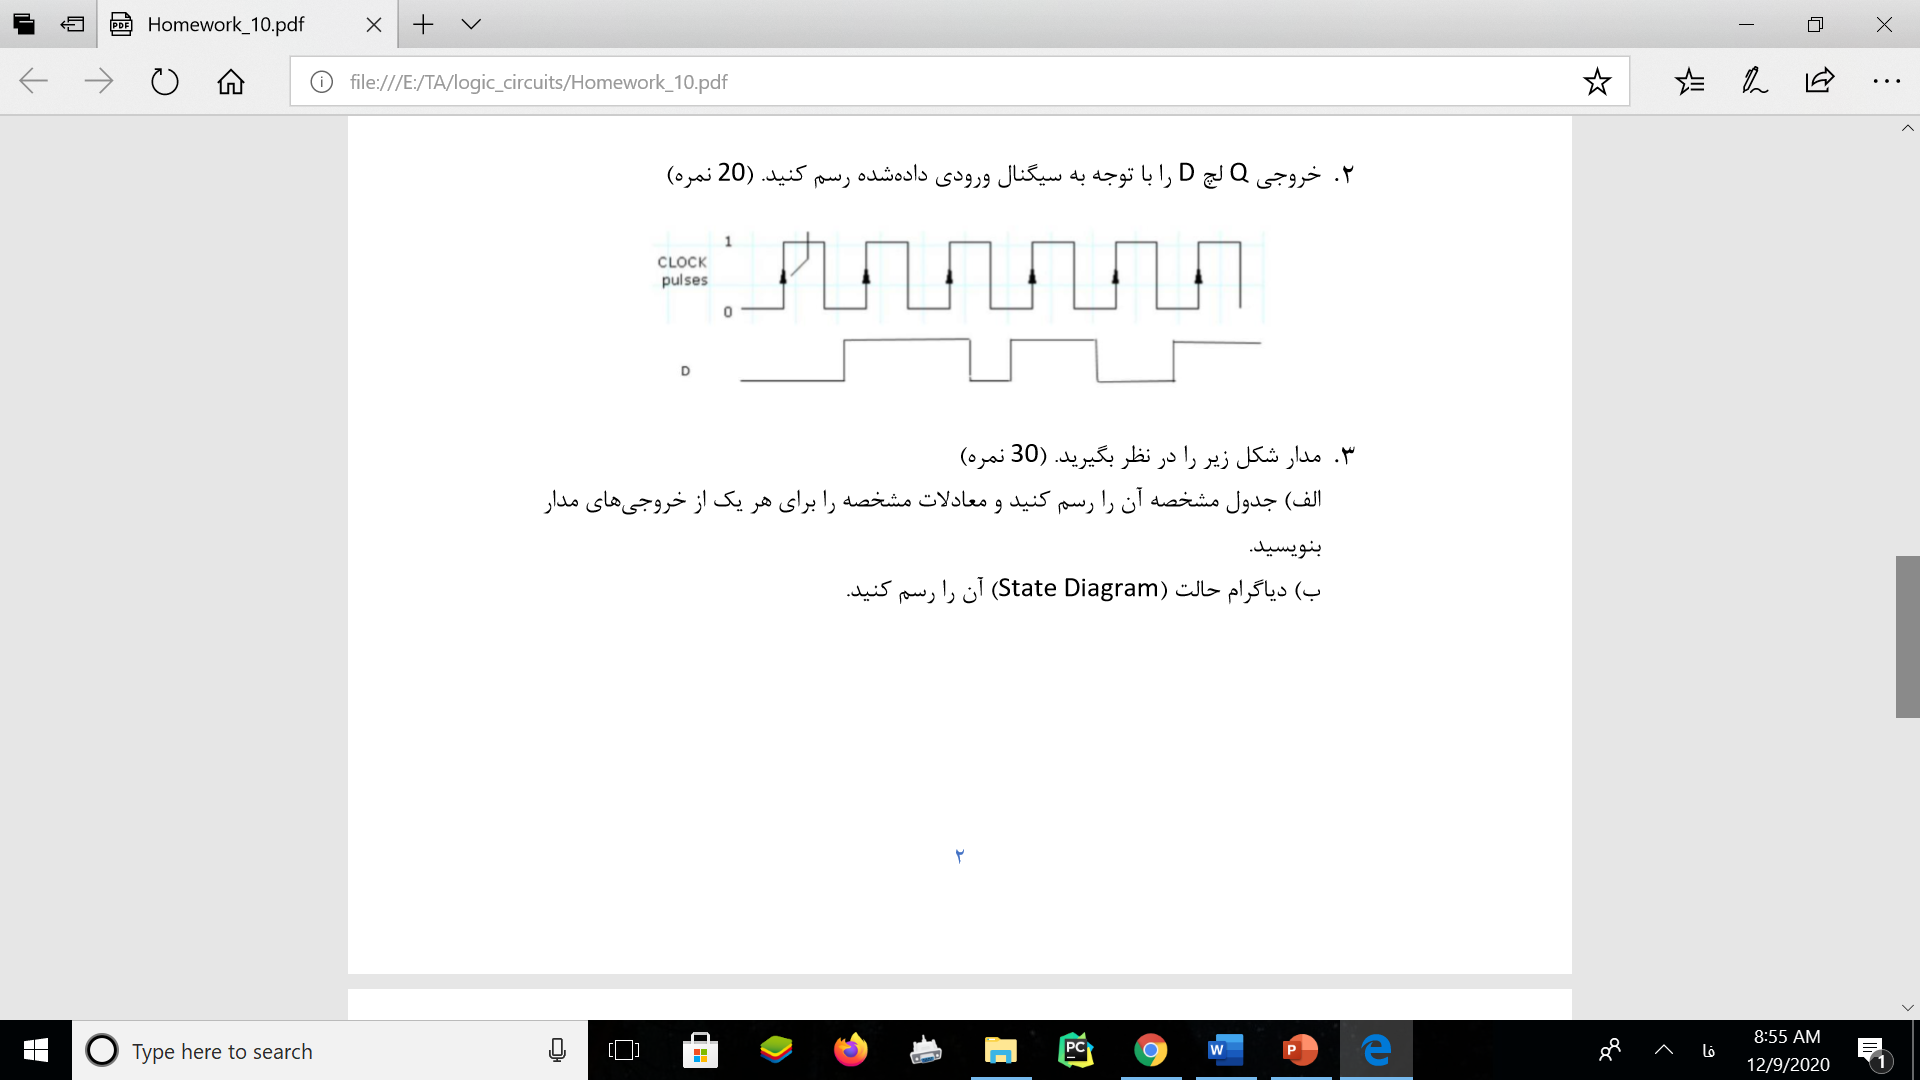 Homework_10.pdf
file:///E:/TA/logic_circuits/Homework_10.pdf
۲. خروجی Q لچ D را با توجه به سیگنال ورودی داده‌شده رسم کنید. (20 نمره)
1
CLOCK
pulses
0
D
۳. مدار شکل زیر را در نظر بگیرید. (30 نمره)
الف) جدول مشخصه آن را رسم کنید و معادلات مشخصه را برای هر یک از خروجی‌های مدار
بنویسید.
ب) دیاگرام حالت (State Diagram) آن را رسم کنید.
۲
Type here to search
PC
W
P
فا
8:55 AM
12/9/2020
1